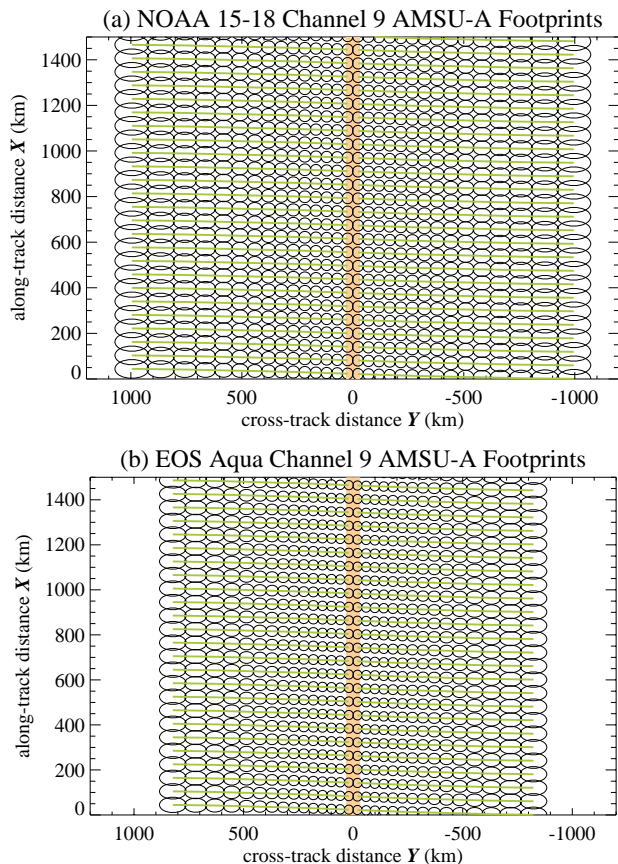 (a) NOAA 15-18 Channel 9 AMSU-A Footprints
1400
1200
1000
800
600
400
200
0
along-track distance X (km)
1000 500 0 -500 -1000
cross-track distance Y (km)
(b) EOS Aqua Channel 9 AMSU-A Footprints
1400
1200
1000
800
600
400
200
0
along-track distance X (km)
1000 500 0 -500 -1000
cross-track distance Y (km)